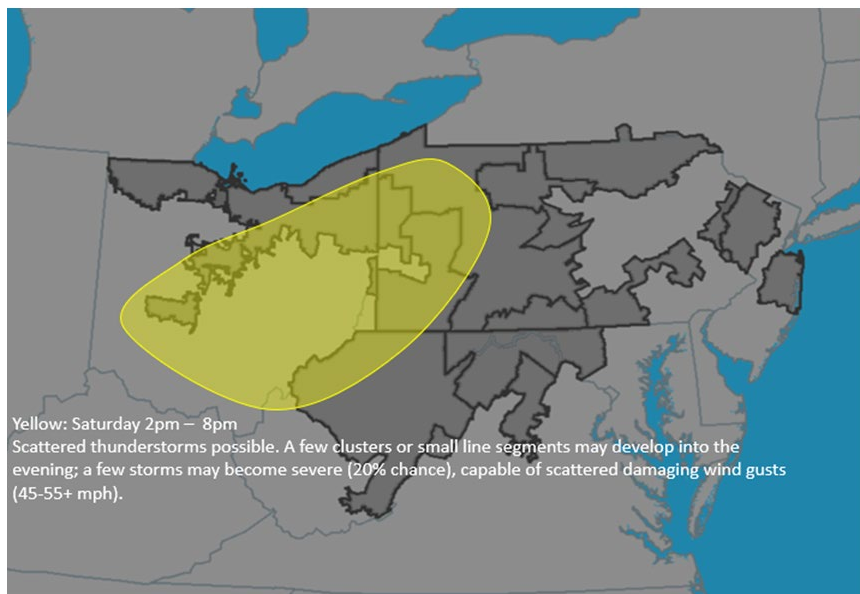 Yellow: Saturday 2pm –  8pm
Scattered thunderstorms possible. A few clusters or small line segments may develop into the
evening; a few storms may become severe (20% chance), capable of scattered damaging wind gusts
(45-55+ mph).